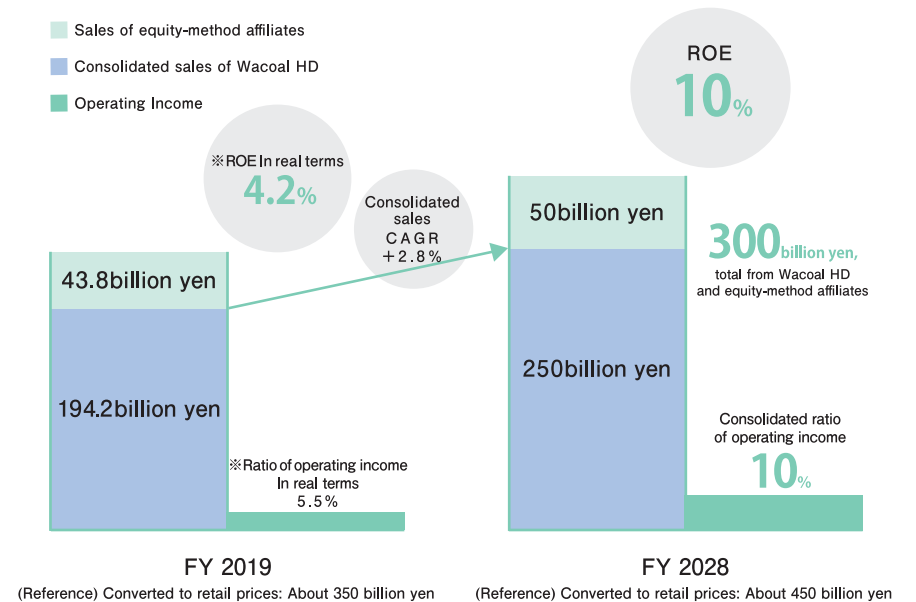 Sales of equity-method affiliates
Consolidated sales of Wacoal HD
Operating Income
※ROE In real terms
4.2%
Consolidated
sales
CAGR
+2.8%
ROE
10%
43.8billion yen
194.2billion yen
※Ratio of operating income
In real terms
5.5%
50billion yen
250billion yen
300billion yen,
total from Wacoal HD
and equity-method affiliates
Consolidated ratio
of operating income
10%
FY 2019
(Reference) Converted to retail prices: About 350 billion yen
FY 2028
(Reference) Converted to retail prices: About 450 billion yen